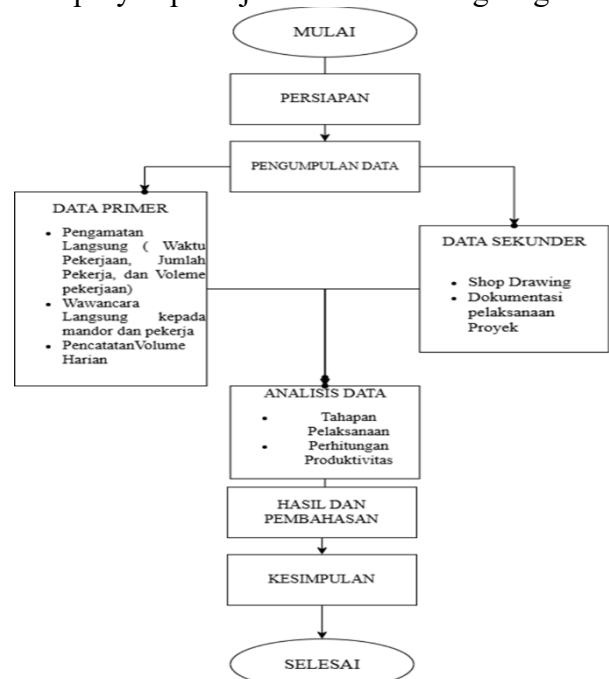 MULAI
PERSIAPAN
PENGUMPULAN DATA
DATA PRIMER
• Pengamatan
Langsung ( Waktu
Pekerjaan, Jumlah
Pekerja, dan Voleme
pekerjaan)
• Wawancara
Langsung kepada
mandor dan pekerja
• PencatatanVolume
Harian
DATA SEKUNDER
• Shop Drawing
• Dokumentasi
pelaksanaan
Proyek
ANALISIS DATA
• Tahapan
Pelaksanaan
• Perhitungan
Produktivitas
HASIL DAN
PEMBAHASAN
KESIMPULAN
SELESAI